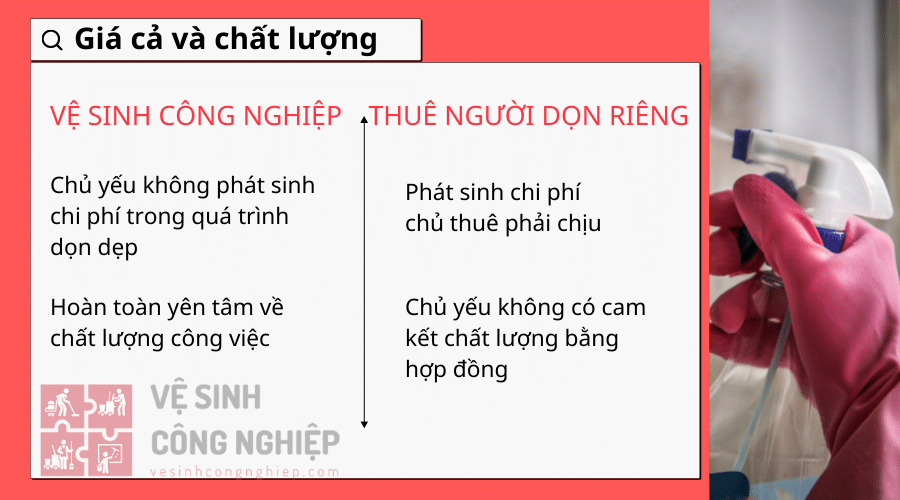 Giá cả và chất lượng
VỆ SINH CÔNG NGHIỆP
Chủ yếu không phát sinh
chi phí trong quá trình
dọn dẹp
Hoàn toàn yên tâm về
chất lượng công việc
THUÊ NGƯỜI DỌN RIÊNG
Phát sinh chi phí
chủ thuê phải chịu
Chủ yếu không có cam
kết chất lượng bằng
hợp đồng
VỆ SINH
CÔNG NGHIỆP
vesinhcongnghiep.com